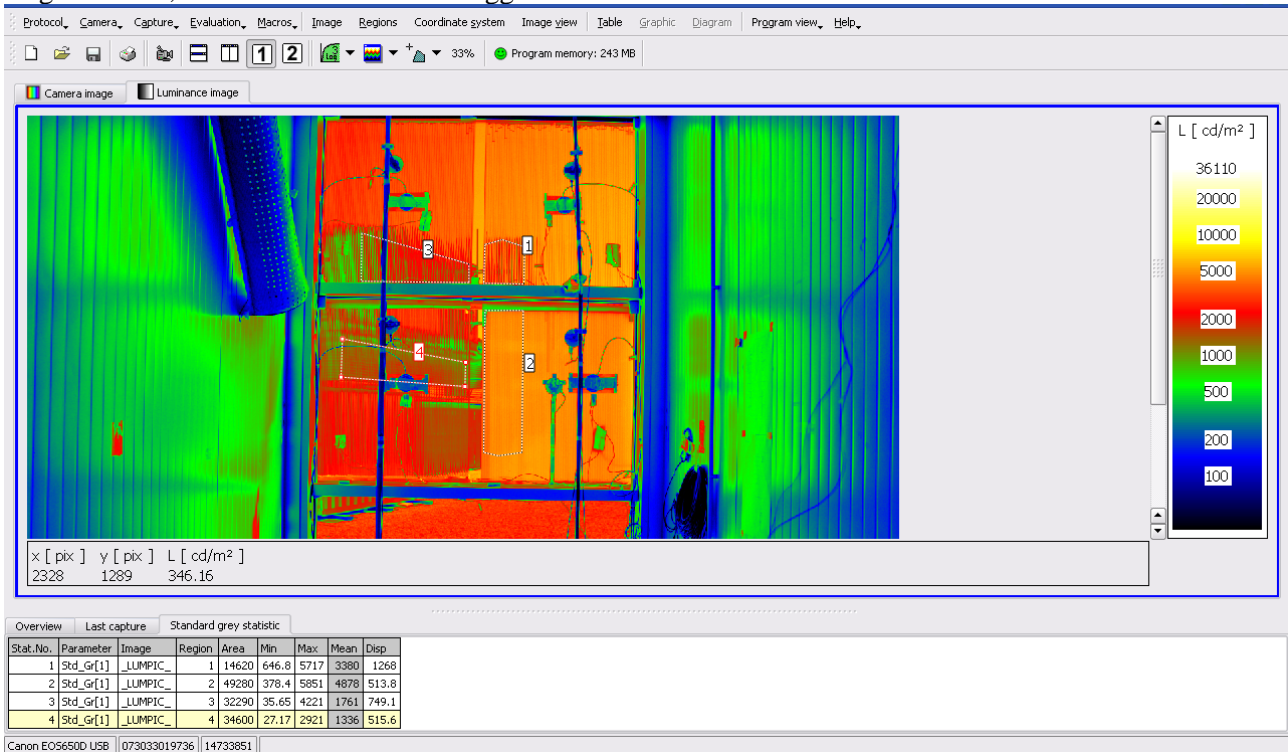 Protocol Camera Capture Evaluation Macros Image Regions Coordinate system Image view Table Graphic Diagram Program view Help
1 2 Log 33% Program memory: 243 MB
Camera image Luminance image
L [ cd/m² ]
36110
20000
10000
5000
2000
1000
500
200
100
3 1
4 2
x [ pix ] y [ pix ] L [ cd/m² ]
2328 1289 346.16
Overview Last capture Standard grey statistic
Stat.No. Parameter Image Region Area Min Max Mean Disp
1 Std_Gr[1] _LUMPIC_ 1 14620 646.8 5717 3380 1268
2 Std_Gr[1] _LUMPIC_ 2 49280 378.4 5851 4878 513.8
3 Std_Gr[1] _LUMPIC_ 3 32290 35.65 4221 1761 749.1
4 Std_Gr[1] _LUMPIC_ 4 34600 27.17 2921 1336 515.6
Canon EOS650D USB 073033019736 14733851